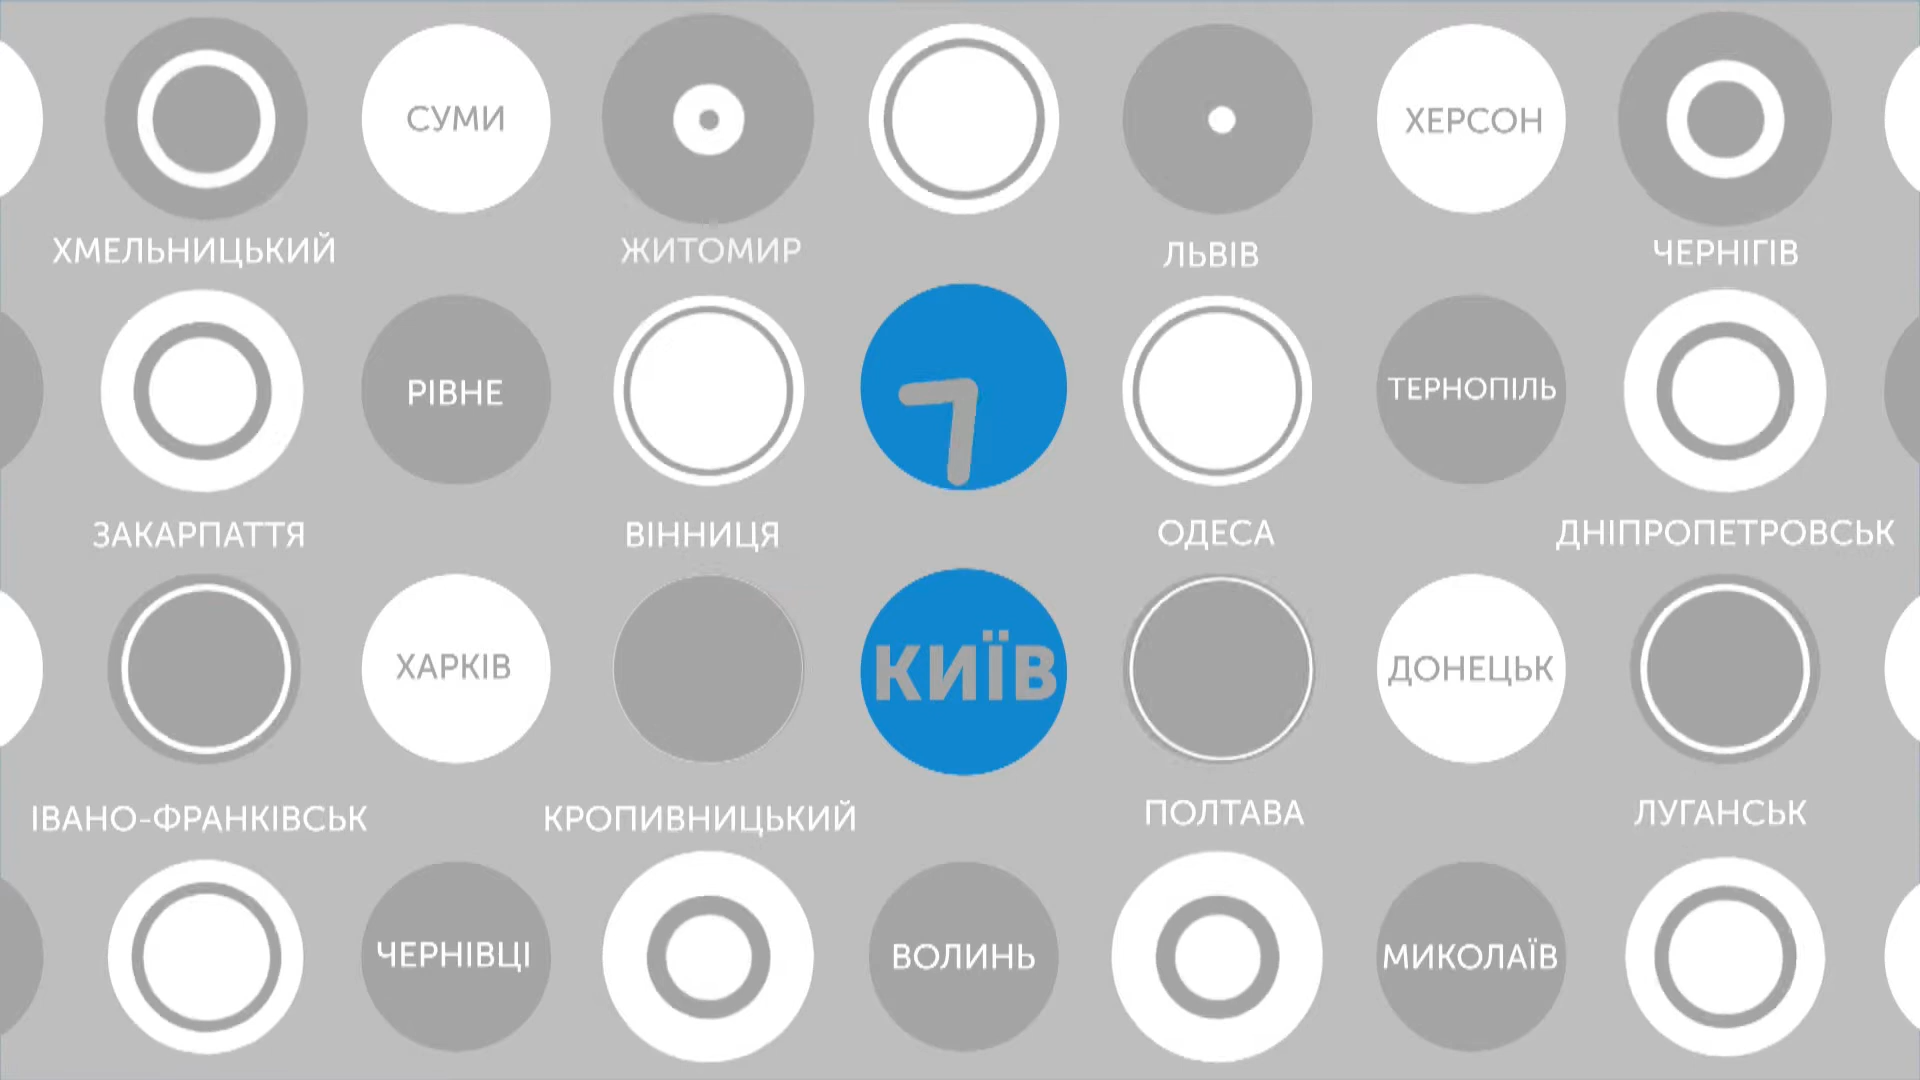 СУМИ
ХЕРСОН
ХМЕЛЬНИЦЬКИЙ
ЖИТОМИР
ЛЬВІВ
ЧЕРНІГІВ
РІВНЕ
ТЕРНОПІЛЬ
ЗАКАРПАТТЯ
ВІННИЦЯ
ОДЕСА
ДНІПРОПЕТРОВСЬК
ХАРКІВ
КИЇВ
ДОНЕЦЬК
ІВАНО-ФРАНКІВСЬК
КРОПИВНИЦЬКИЙ
ПОЛТАВА
ЛУГАНСЬК
ЧЕРНІВЦІ
ВОЛИНЬ
МИКОЛАЇВ